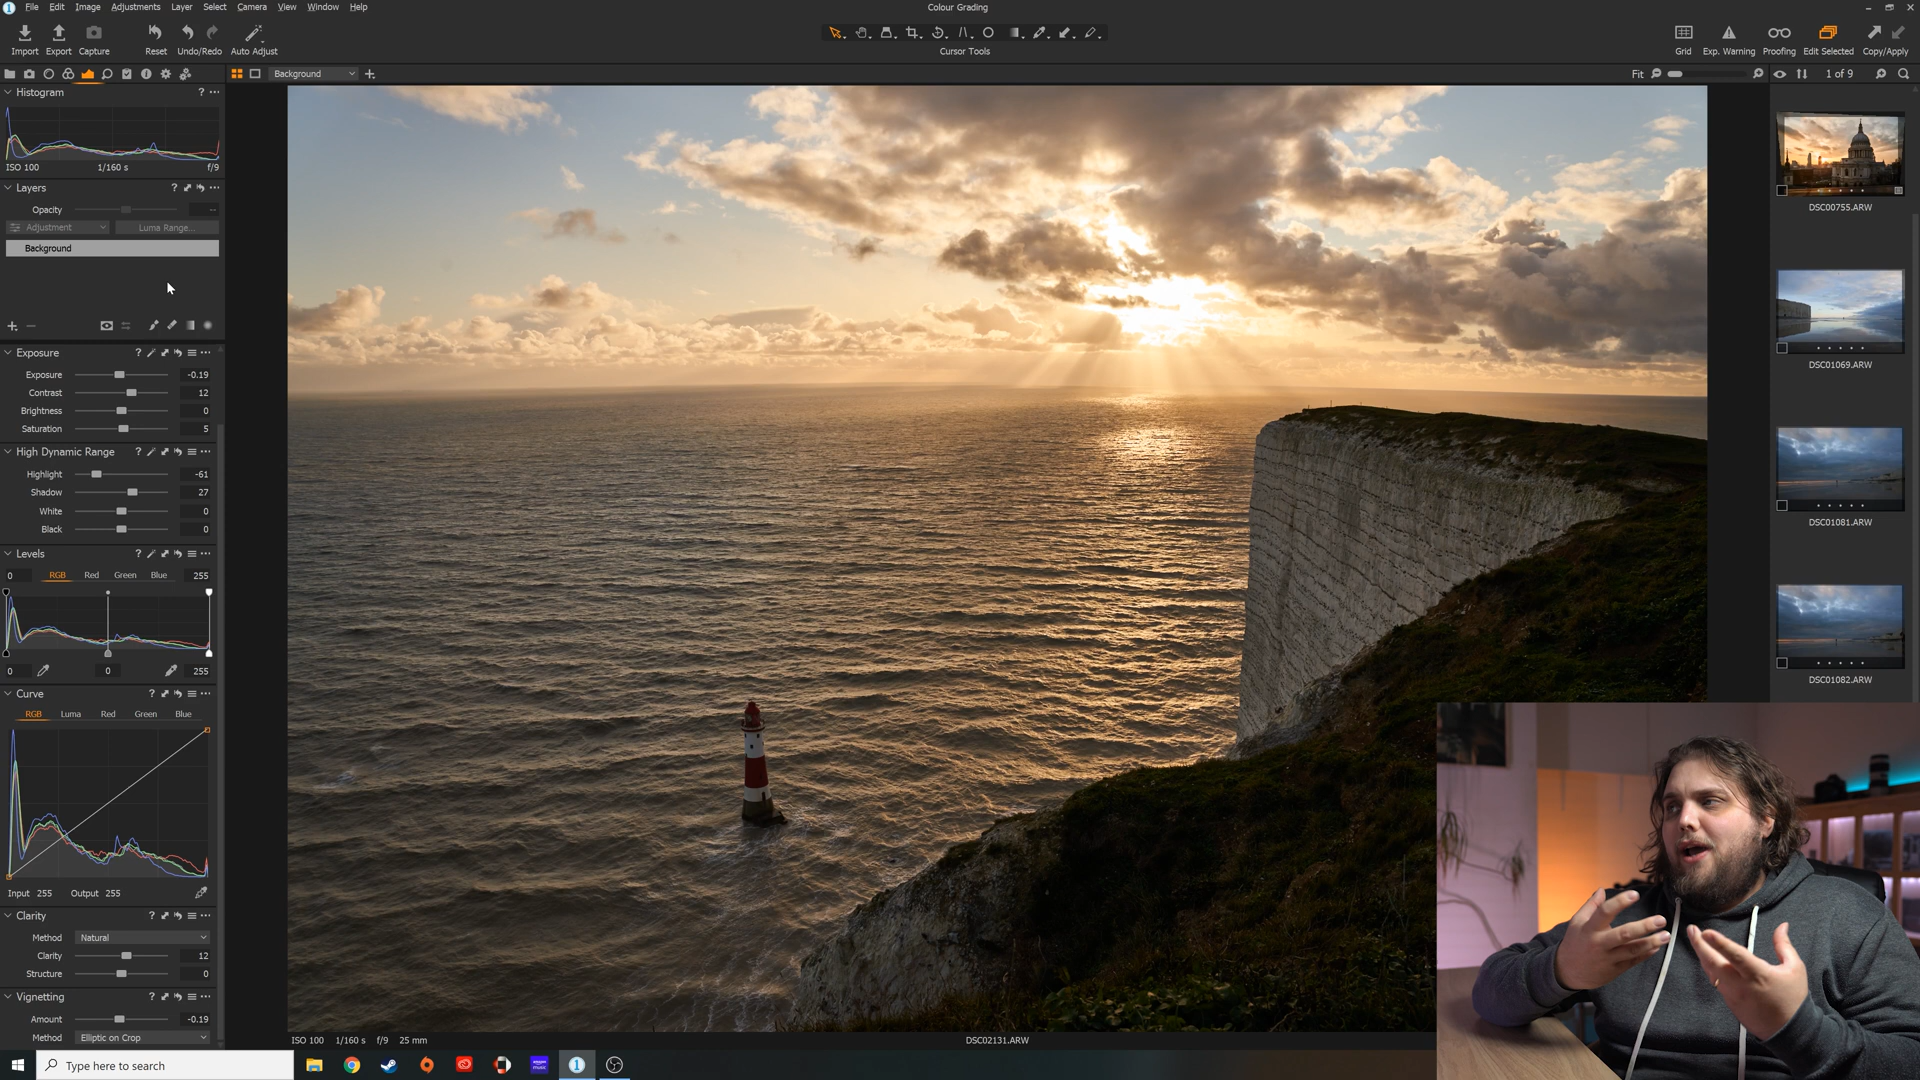 File Edit Image Adjustments Layer Select Camera View Window Help
Colour Grading
Import Export Capture Reset Undo/Redo Auto Adjust
Cursor Tools
Grid Exp. Warning Proofing Edit Selected Copy/Apply
Background
Fit
1 of 9
Histogram
ISO 100 1/160 s f/9
Layers
Opacity --
Adjustment Luma Range...
Background
Exposure
Exposure -0.19
Contrast 12
Brightness 0
Saturation 5
High Dynamic Range
Highlight -61
Shadow 27
White 0
Black 0
Levels
0 RGB Red Green Blue 255
0 0 255
Curve
RGB Luma Red Green Blue
Input 255 Output 255
Clarity
Method Natural
Clarity 12
Structure 0
Vignetting
Amount -0.19
Method Elliptic on Crop
ISO 100 1/160 s f/9 25 mm
DSC02131.ARW
DSC00755.ARW
DSC01069.ARW
DSC01081.ARW
DSC01082.ARW
Type here to search
amazon music